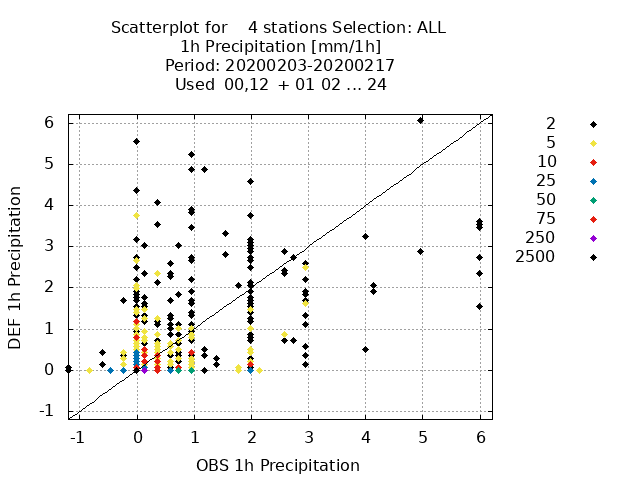 Scatterplot for    4 stations Selection: ALL
1h Precipitation [mm/1h]
Period: 20200203-20200217
Used  00,12  + 01 02 ... 24
DEF 1h Precipitation
6
5
4
3
2
1
0
-1
-1 0 1 2 3 4 5 6
OBS 1h Precipitation
2
5
10
25
50
75
250
2500